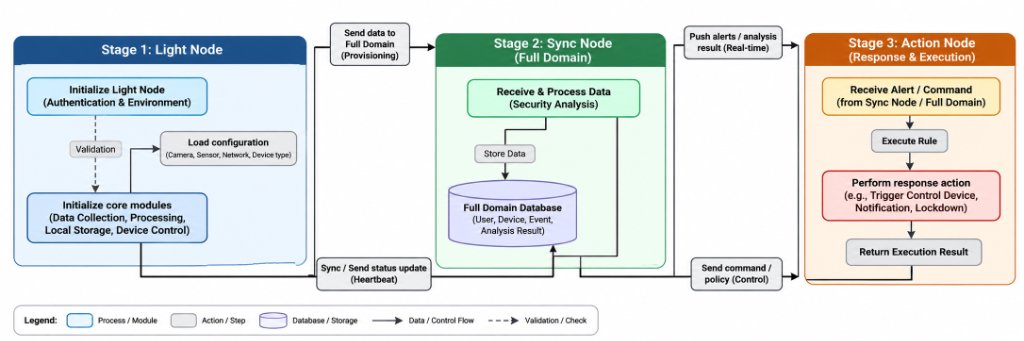 Stage 1: Light Node
Initialize Light Node
(Authentication & Environment)
Validation
Load configuration
(Camera, Sensor, Network, Device type)
Initialize core modules
(Data Collection, Processing,
Local Storage, Device Control)
Send data to
Full Domain
(Provisioning)
Sync / Send status update
(Heartbeat)
Stage 2: Sync Node
(Full Domain)
Receive & Process Data
(Security Analysis)
Store Data
Full Domain Database
(User, Device, Event,
Analysis Result)
Push alerts / analysis
result (Real-time)
Send command /
policy (Control)
Stage 3: Action Node
(Response & Execution)
Receive Alert / Command
(from Sync Node / Full Domain)
Execute Rule
Perform response action
(e.g., Trigger Control Device,
Notification, Lockdown)
Return Execution Result
Legend:
Process / Module
Action / Step
Database / Storage
Data / Control Flow
Validation / Check